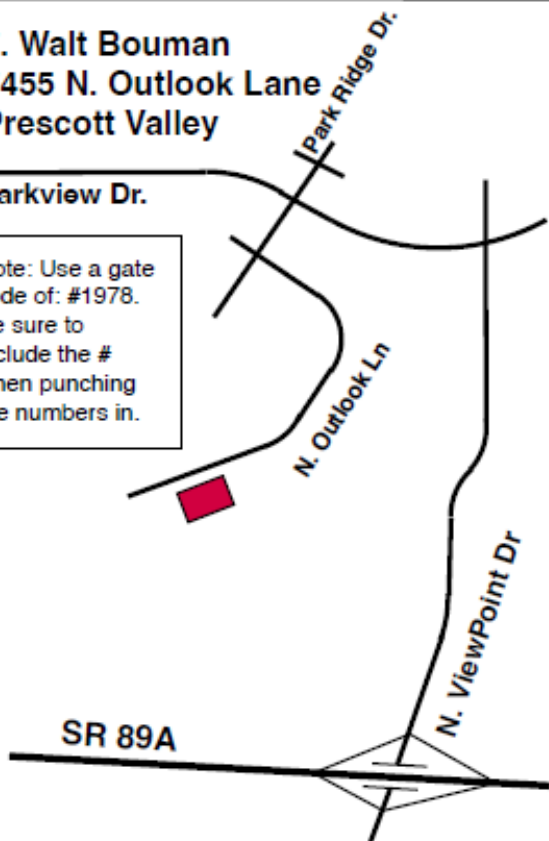 . Walt Bouman
455 N. Outlook Lane
rescott Valley
Park Ridge Dr.
arkview Dr.
ote: Use a gate
de of: #1978.
e sure to
clude the #
hen punching
e numbers in.
N. Outlook Ln
N. ViewPoint Dr
SR 89A